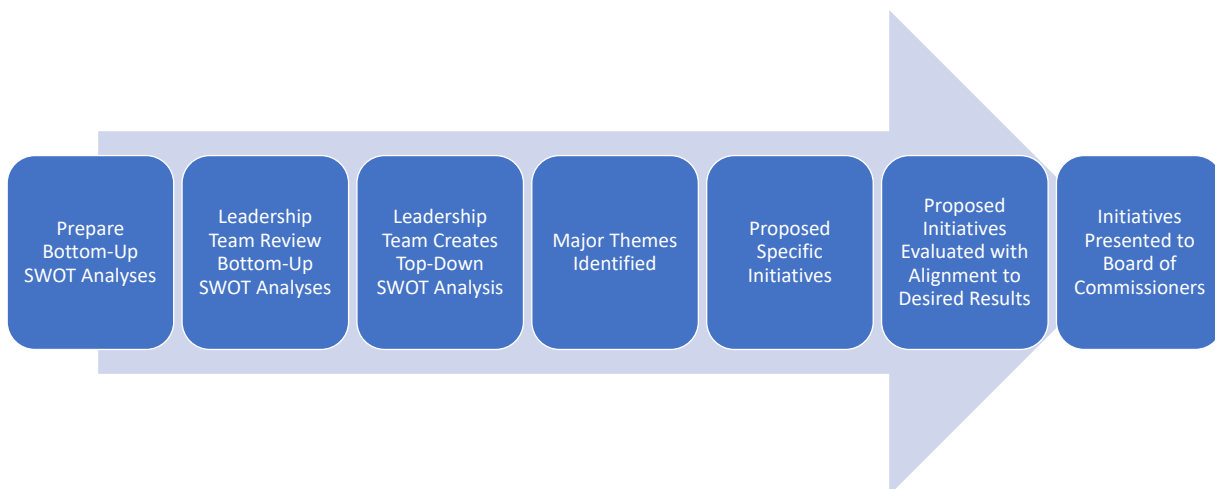 Prepare
Bottom-Up
SWOT Analyses
Leadership
Team Review
Bottom-Up
SWOT Analyses
Leadership
Team Creates
Top-Down
SWOT Analysis
Major Themes
Identified
Proposed
Specific
Initiatives
Proposed
Initiatives
Evaluated with
Alignment to
Desired Results
Initiatives
Presented to
Board of
Commissioners